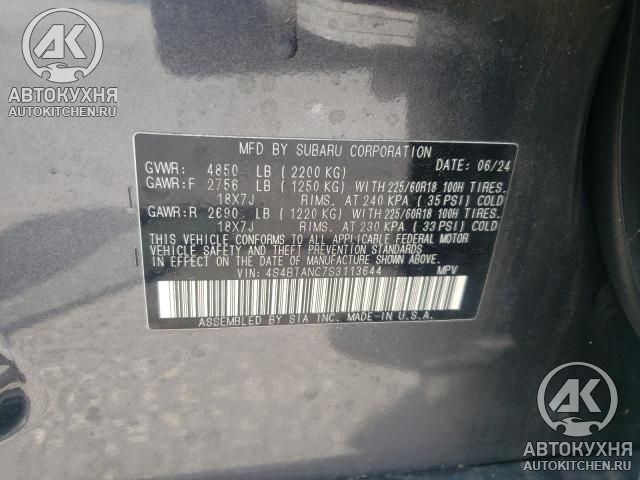 АК
АВТОКУХНЯ
AUTOKITCHEN.RU
MFD BY SUBARU CORPORATION
GVWR: 4850 LB ( 2200 KG) DATE: 06/24
GAWR:F 2756 LB ( 1250 KG) WITH 225/60R18 100H TIRES.
18X7J RIMS. AT 240 KPA ( 35 PSI) COLD
GAWR:R 2690 LB ( 1220 KG) WITH 225/60R18 100H TIRES.
18X7J RIMS. AT 230 KPA ( 33 PSI) COLD
THIS VEHICLE CONFORMS TO ALL APPLICABLE FEDERAL MOTOR
VEHICLE SAFETY AND THEFT PREVENTION STANDARDS
IN EFFECT ON THE DATE OF MANUFACTURE SHOWN ABOVE.
VIN: 4S4BTANC7S3113644 MPV
ASSEMBLED BY SIA INC. MADE IN U.S.A.
АК
АВТОКУХНЯ
AUTOKITCHEN.RU